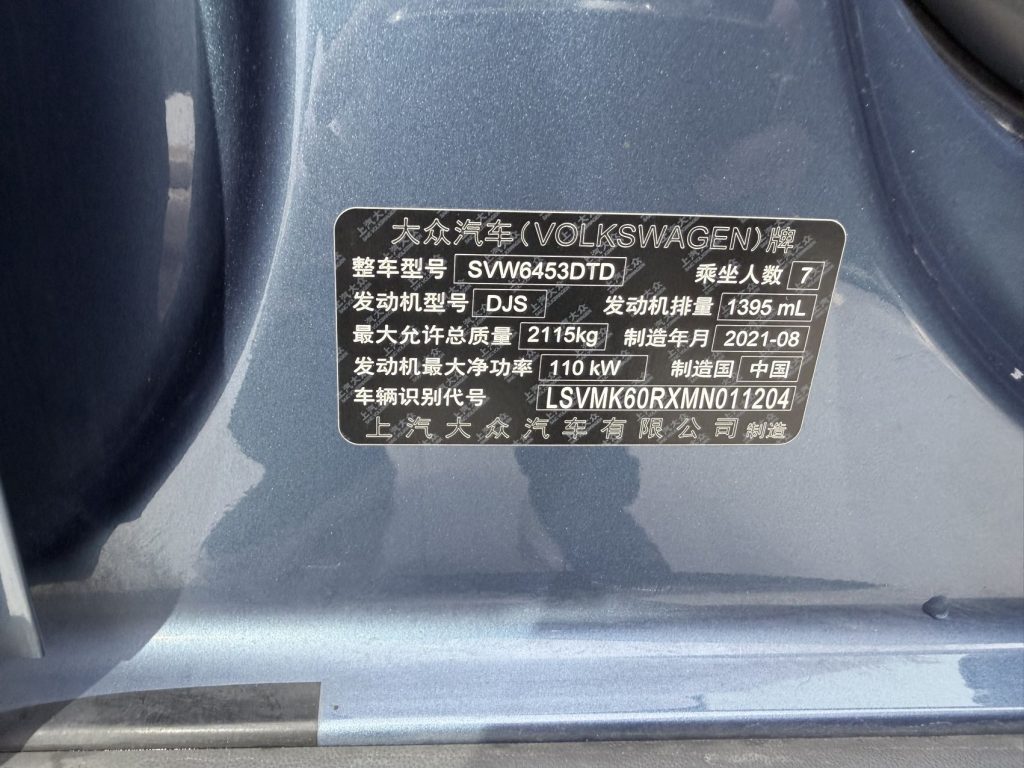 大众汽车(VOLKSWAGEN)牌
整车型号 SVW6453DTD 乘坐人数 7
发动机型号 DJS 发动机排量 1395 mL
最大允许总质量 2115kg 制造年月 2021-08
发动机最大净功率 110 kW 制造国 中国
车辆识别代号 LSVMK60RXMN011204
上汽大众汽车有限公司 制造